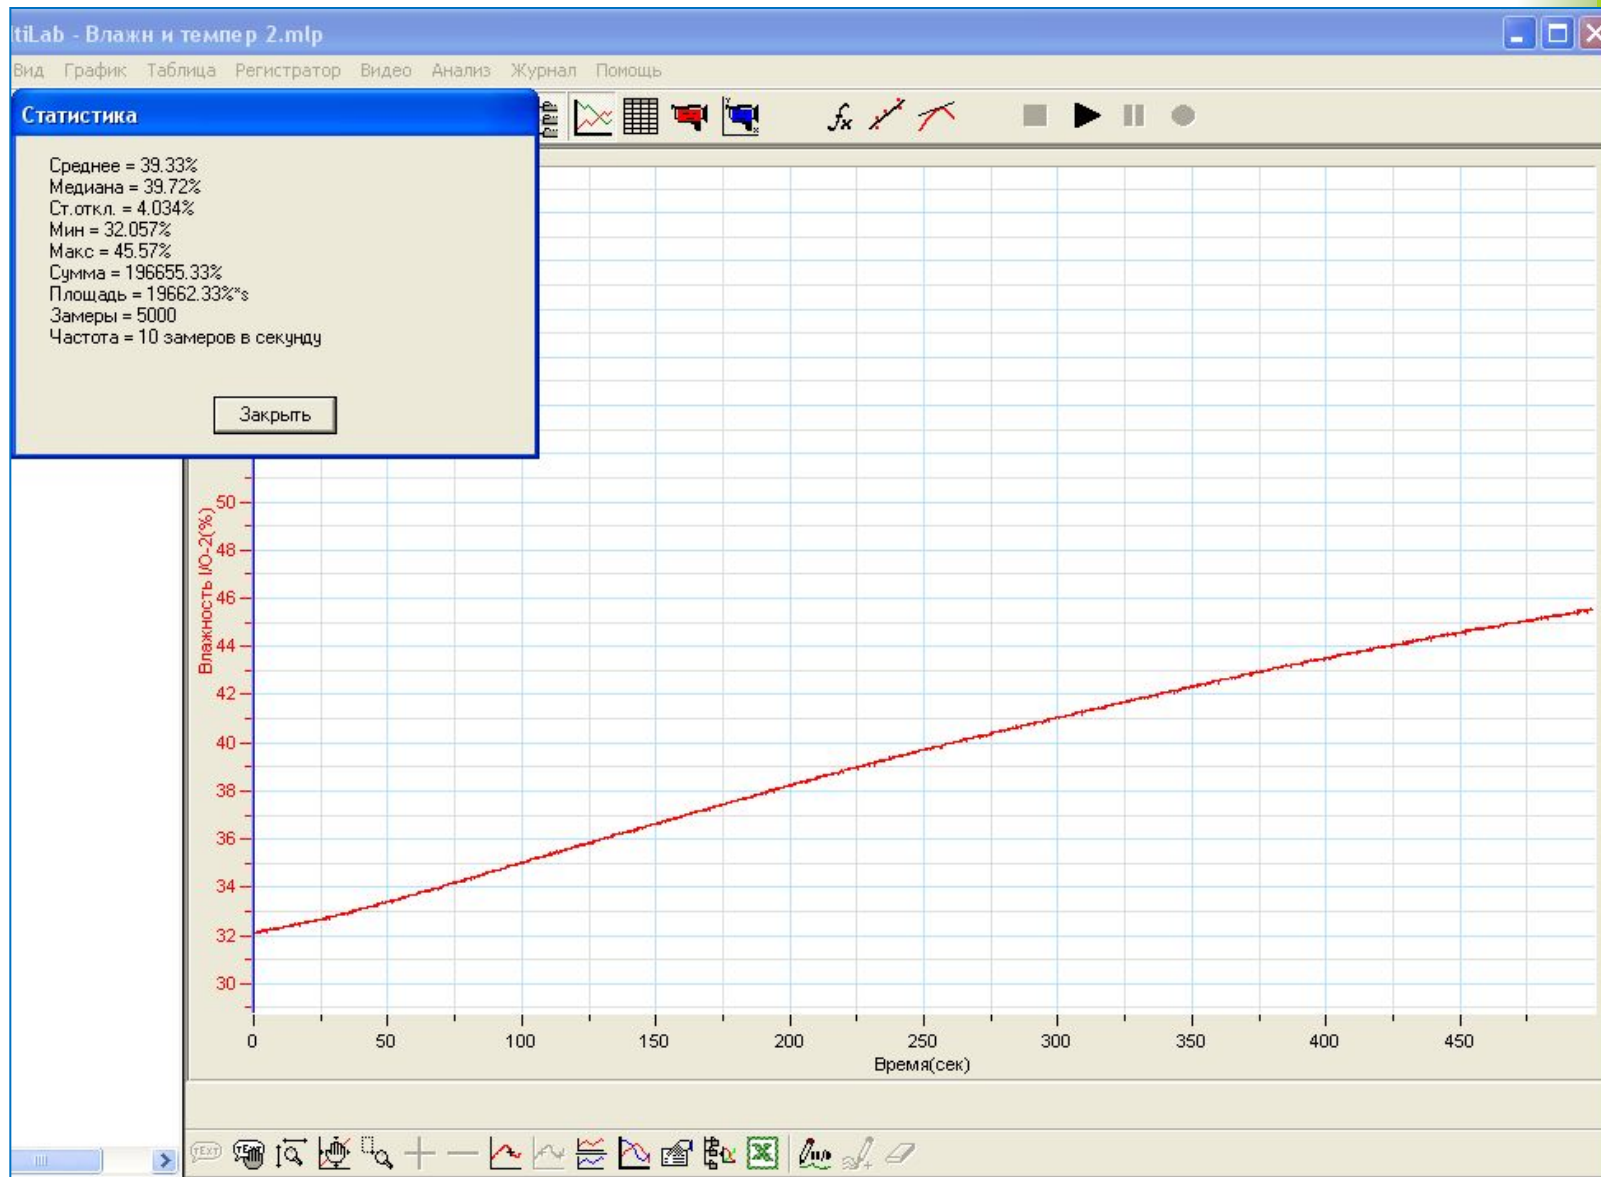 tiLab - Влажн и темпер 2.mlp
Вид График Таблица Регистратор Видео Анализ Журнал Помощь
Статистика
Среднее = 39.33%
Медиана = 39.72%
Ст.откл. = 4.034%
Мин = 32.057%
Макс = 45.57%
Сумма = 196655.33%
Площадь = 19662.33%*s
Замеры = 5000
Частота = 10 замеров в секунду
Закрыть
Влажность I/O-2(%)
50
48
46
44
42
40
38
36
34
32
30
0 50 100 150 200 250 300 350 400 450
Время(сек)